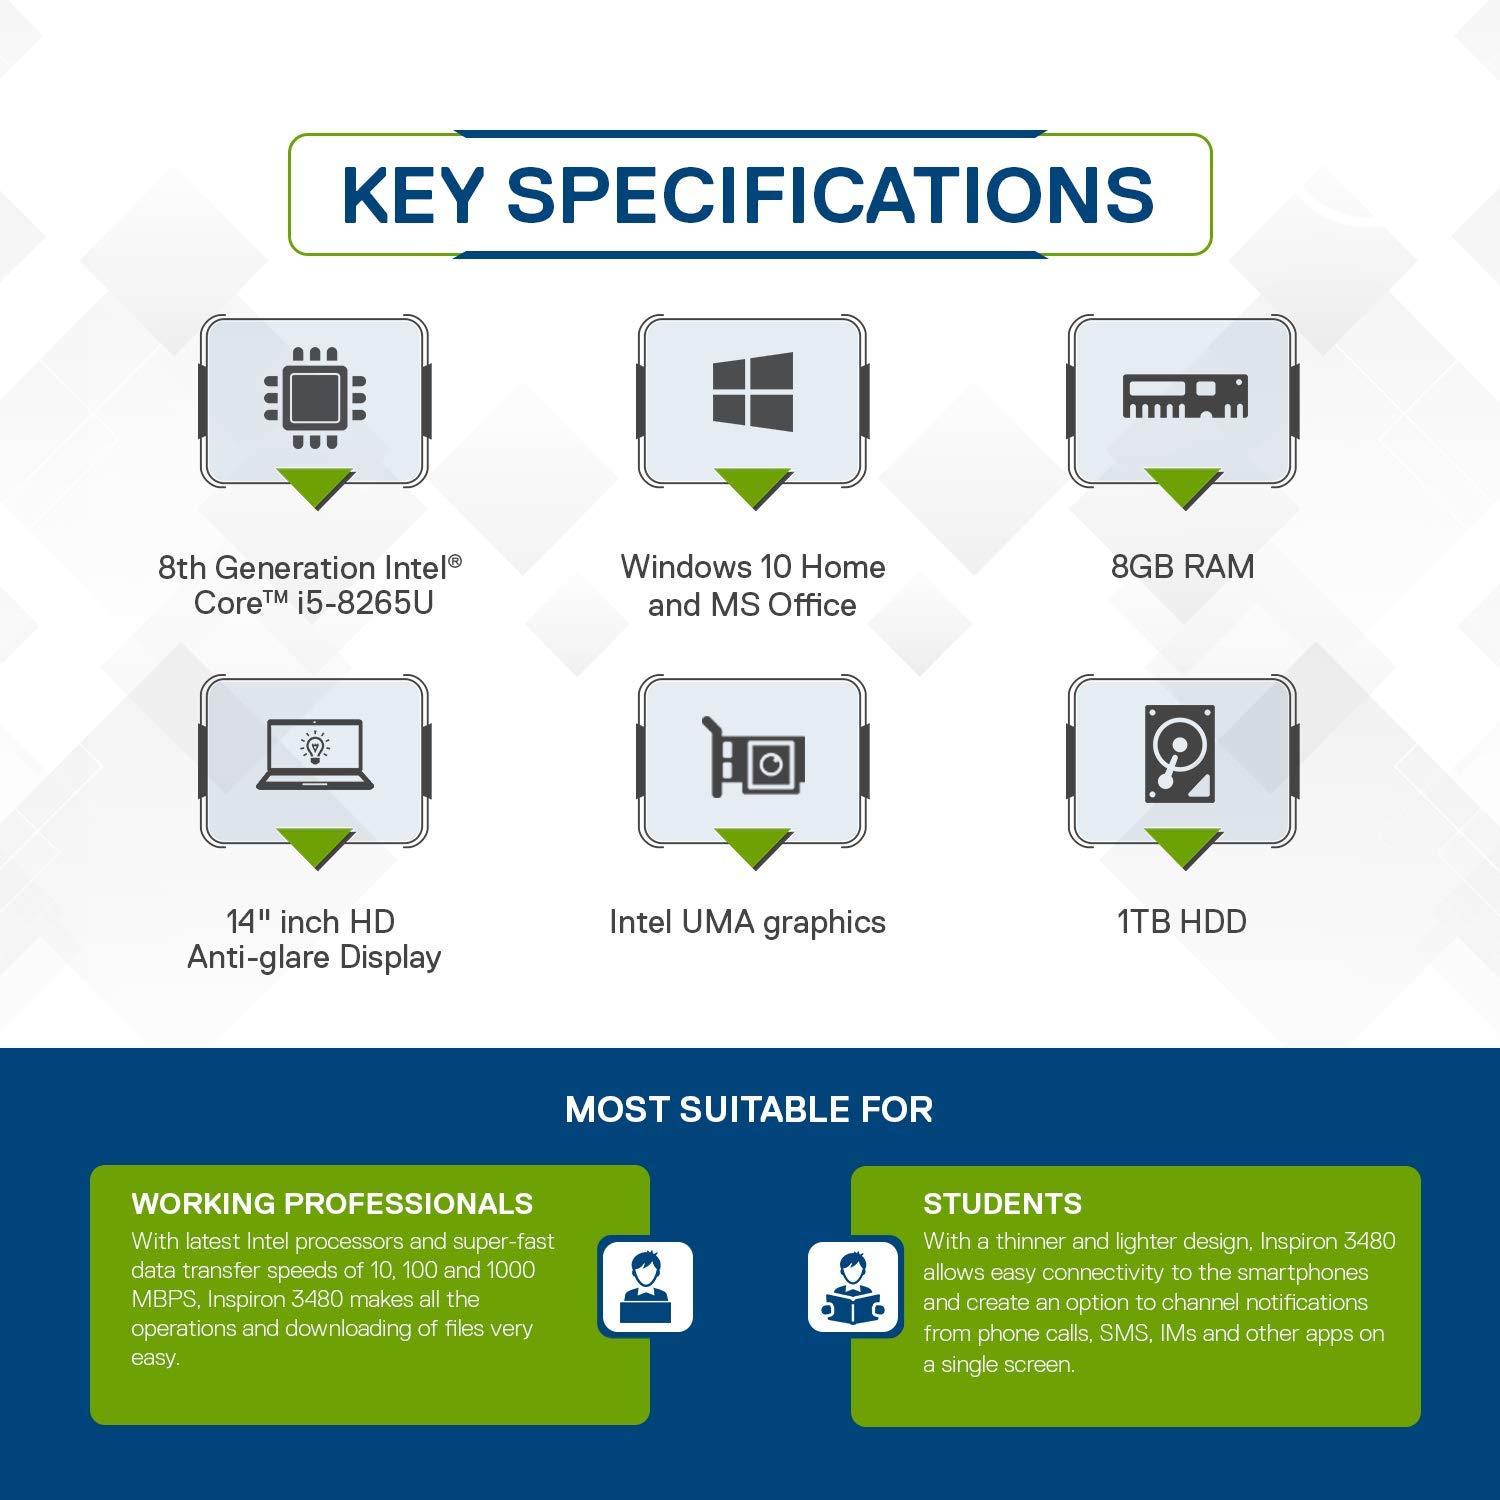 KEY SPECIFICATIONS
8th Generation Intel®
Core™ i5-8265U
Windows 10 Home
and MS Office
8GB RAM
14" inch HD
Anti-glare Display
Intel UMA graphics
1TB HDD
MOST SUITABLE FOR
WORKING PROFESSIONALS
With latest Intel processors and super-fast
data transfer speeds of 10, 100 and 1000
MBPS, Inspiron 3480 makes all the
operations and downloading of files very
easy.
STUDENTS
With a thinner and lighter design, Inspiron 3480
allows easy connectivity to the smartphones
and create an option to channel notifications
from phone calls, SMS, IMs and other apps on
a single screen.